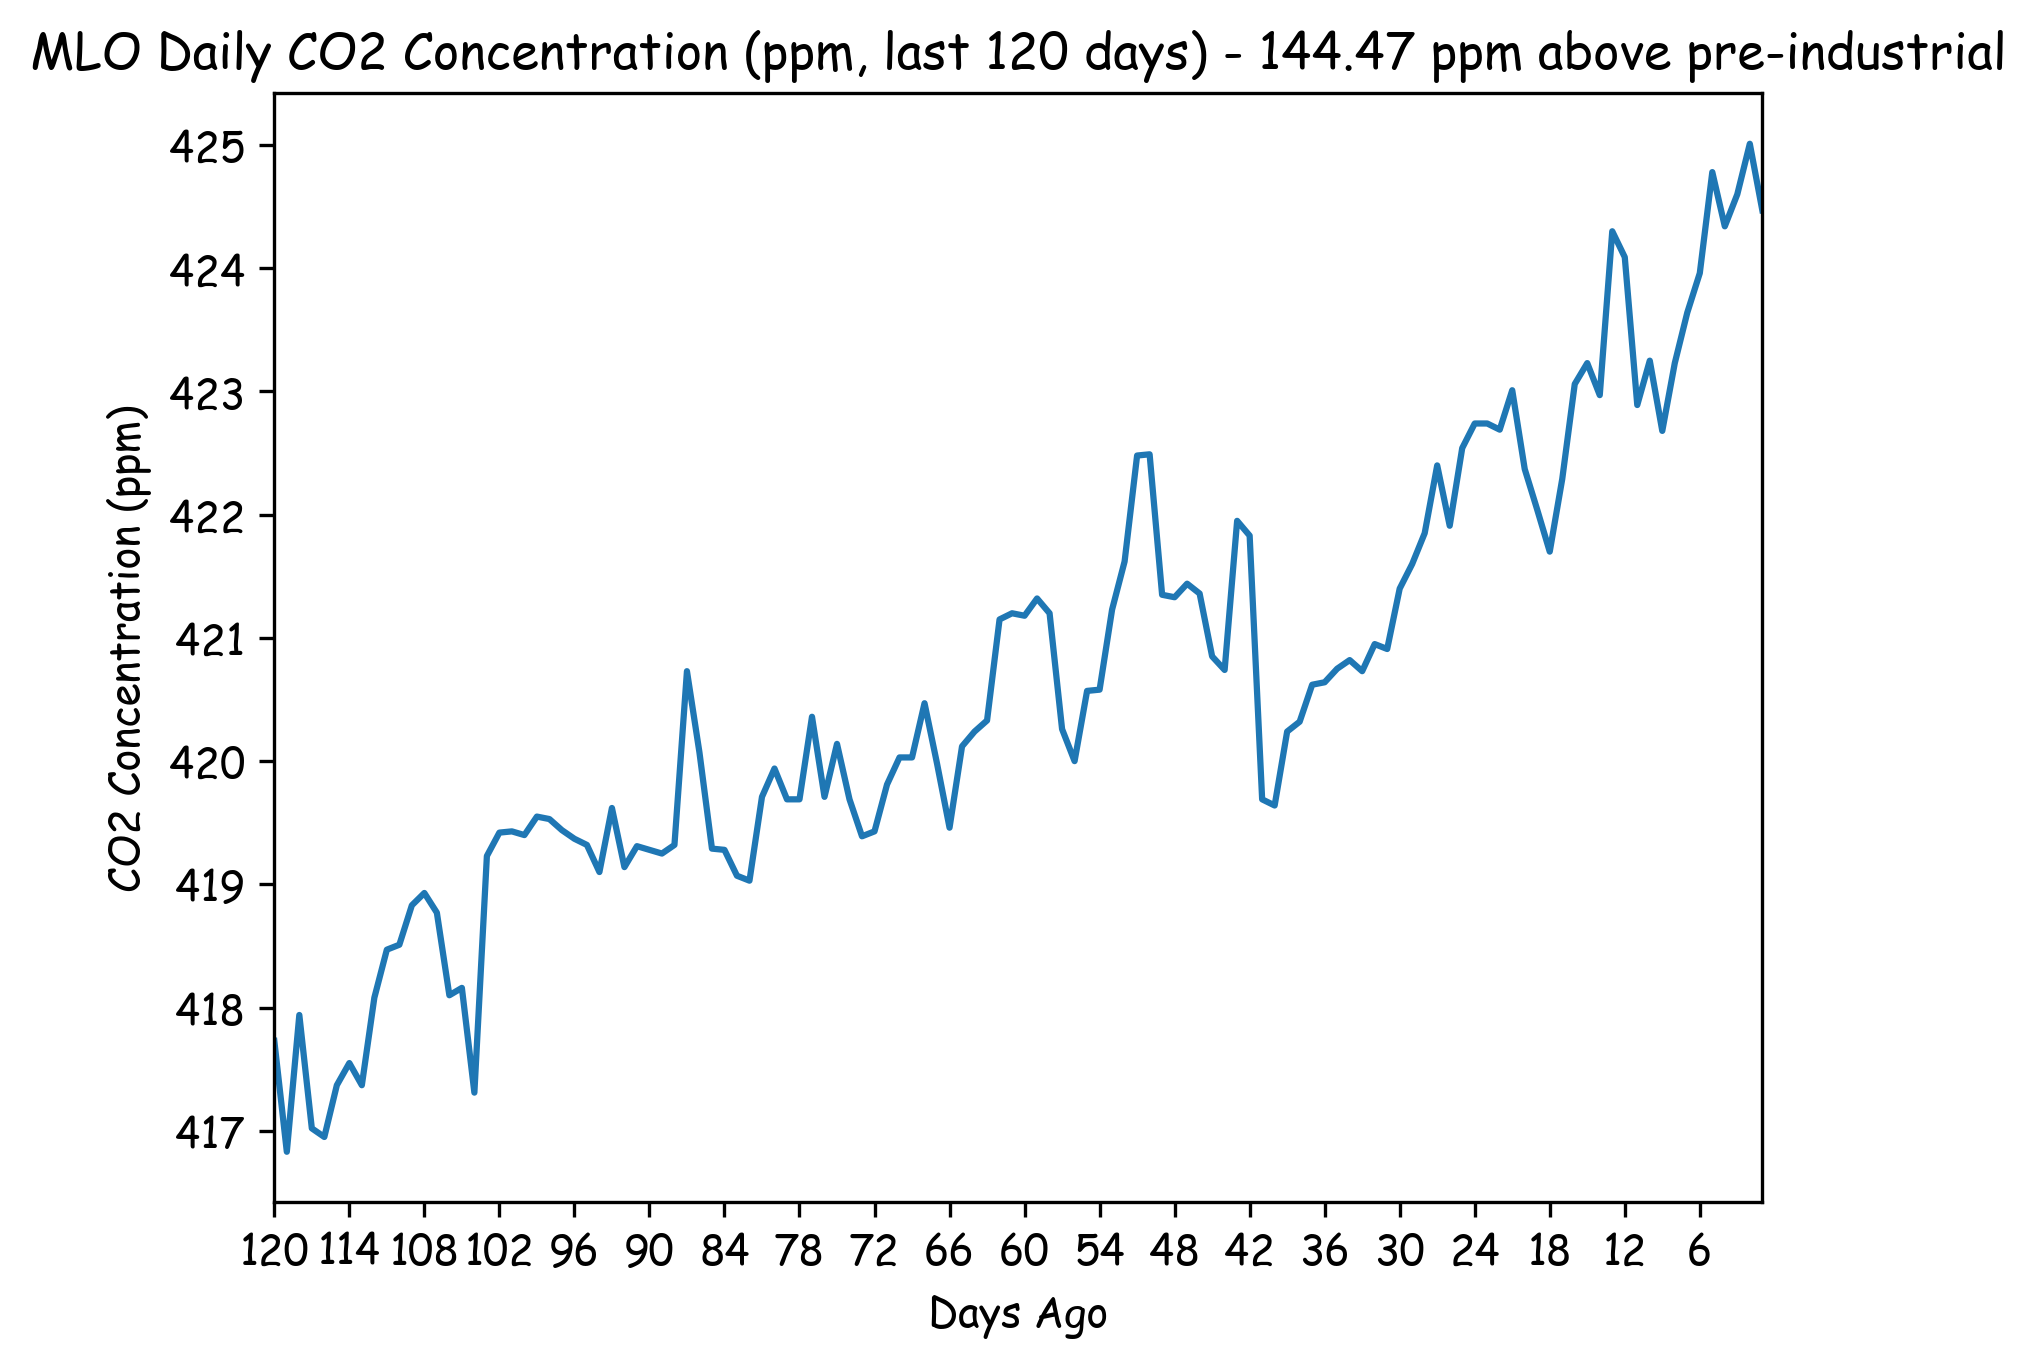 MLO Daily CO2 Concentration (ppm, last 120 days) - 144.47 ppm above pre-industrial
425
424
423
422
421
420
419
418
417
CO2 Concentration (ppm)
120 114 108 102 96 90 84 78 72 66 60 54 48 42 36 30 24 18 12 6
Days Ago